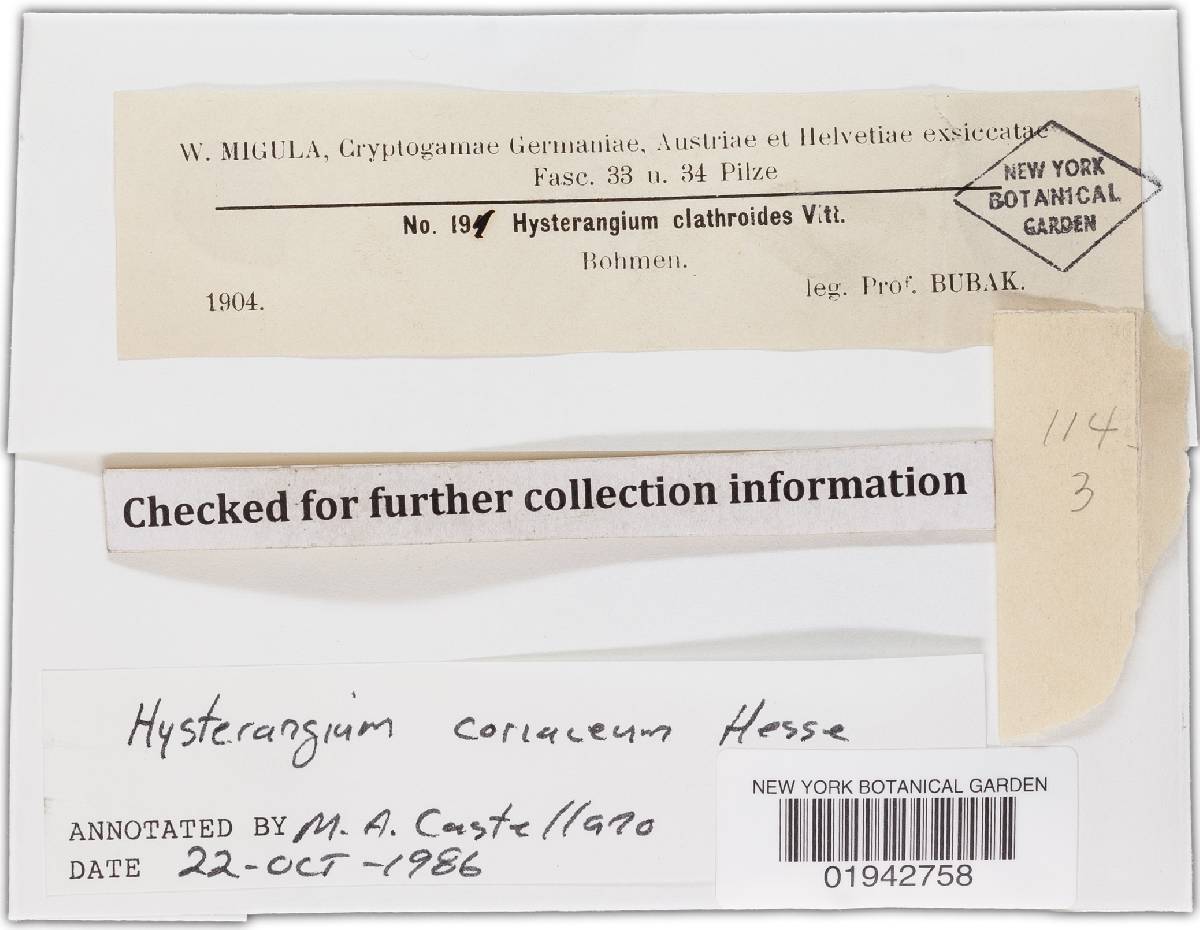 W. MIGULA, Cryptogamae Germaniae, Austriae et Helvetiae exsiccatae
Fasc. 33 u. 34 Pilze
No. 191 Hysterangium clathroides Vitt.
Böhmen.
1904.
leg. Prof. BUBAK.
NEW YORK
BOTANICAL
GARDEN
114
3
Checked for further collection information
Hysterangium coriaceum Hesse
ANNOTATED BY M. A. Castellano
DATE 22-OCT-1986
NEW YORK BOTANICAL GARDEN
01942758